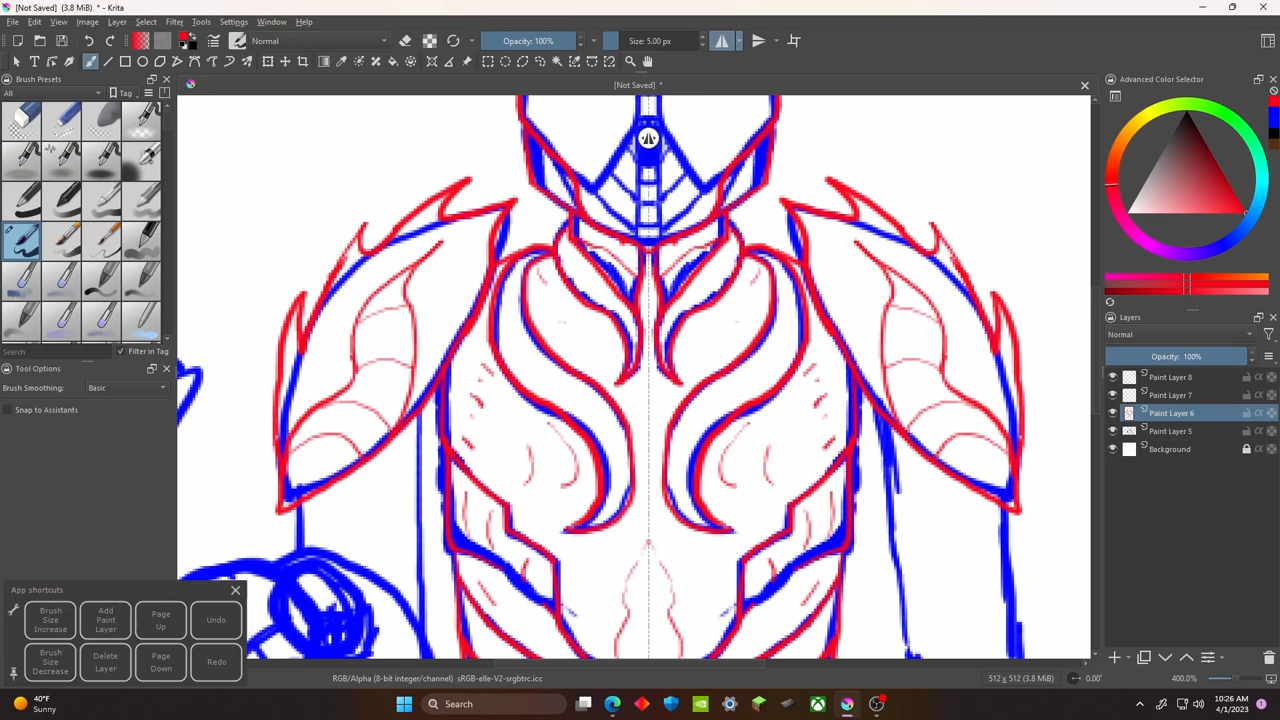 [Not Saved] (3.8 MiB) * - Krita
File Edit View Image Layer Select Filter Tools Settings Window Help
Normal
Opacity: 100%
Size: 5.00 px
Brush Presets
[Not Saved] *
Advanced Color Selector
All
Tag
Search
Filter in Tag
Tool Options
Brush Smoothing:
Basic
Snap to Assistants
Layers
Normal
Opacity: 100%
Paint Layer 8
Paint Layer 7
Paint Layer 6
Paint Layer 5
Background
App shortcuts
Brush Size Increase
Add Paint Layer
Page Up
Undo
Brush Size Decrease
Delete Layer
Page Down
Redo
RGB/Alpha (8-bit integer/channel) sRGB-elle-V2-srgbtrc.icc
512 x 512 (3.8 MiB)
0.00°
400.0%
40°F
Sunny
Search
10:26 AM
4/1/2023